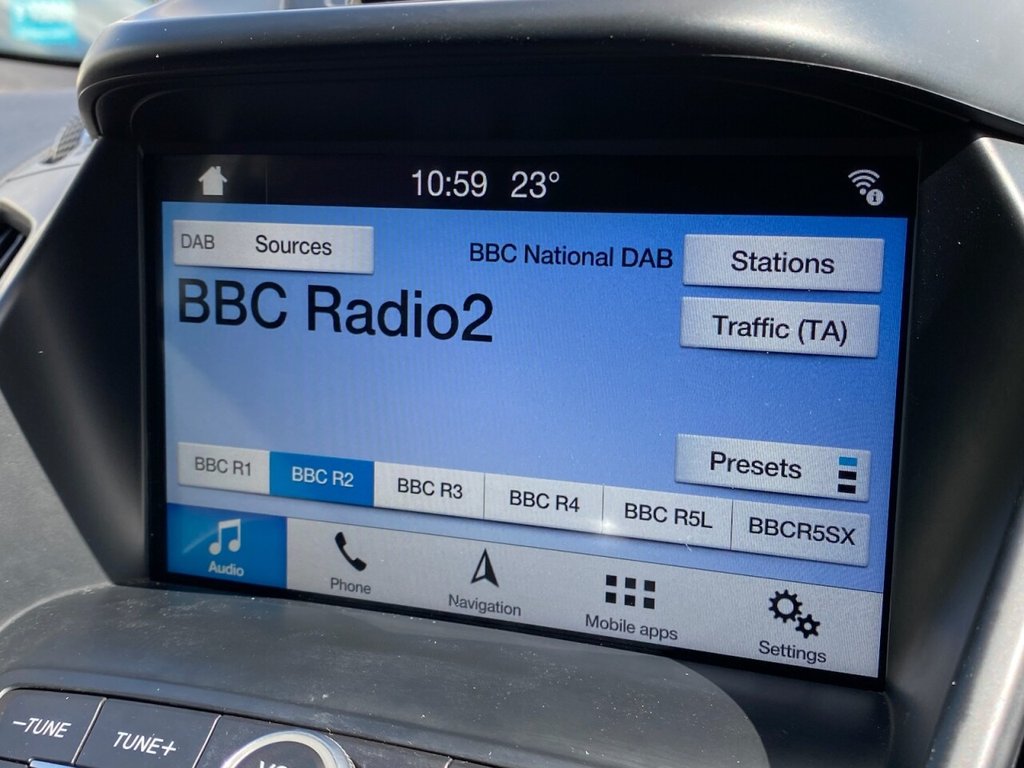 10:59 23°
DAB Sources
BBC National DAB
Stations
BBC Radio2
Traffic (TA)
Presets
BBC R1
BBC R2
BBC R3
BBC R4
BBC R5L
BBCR5SX
Audio
Phone
Navigation
Mobile apps
Settings
–TUNE
TUNE+